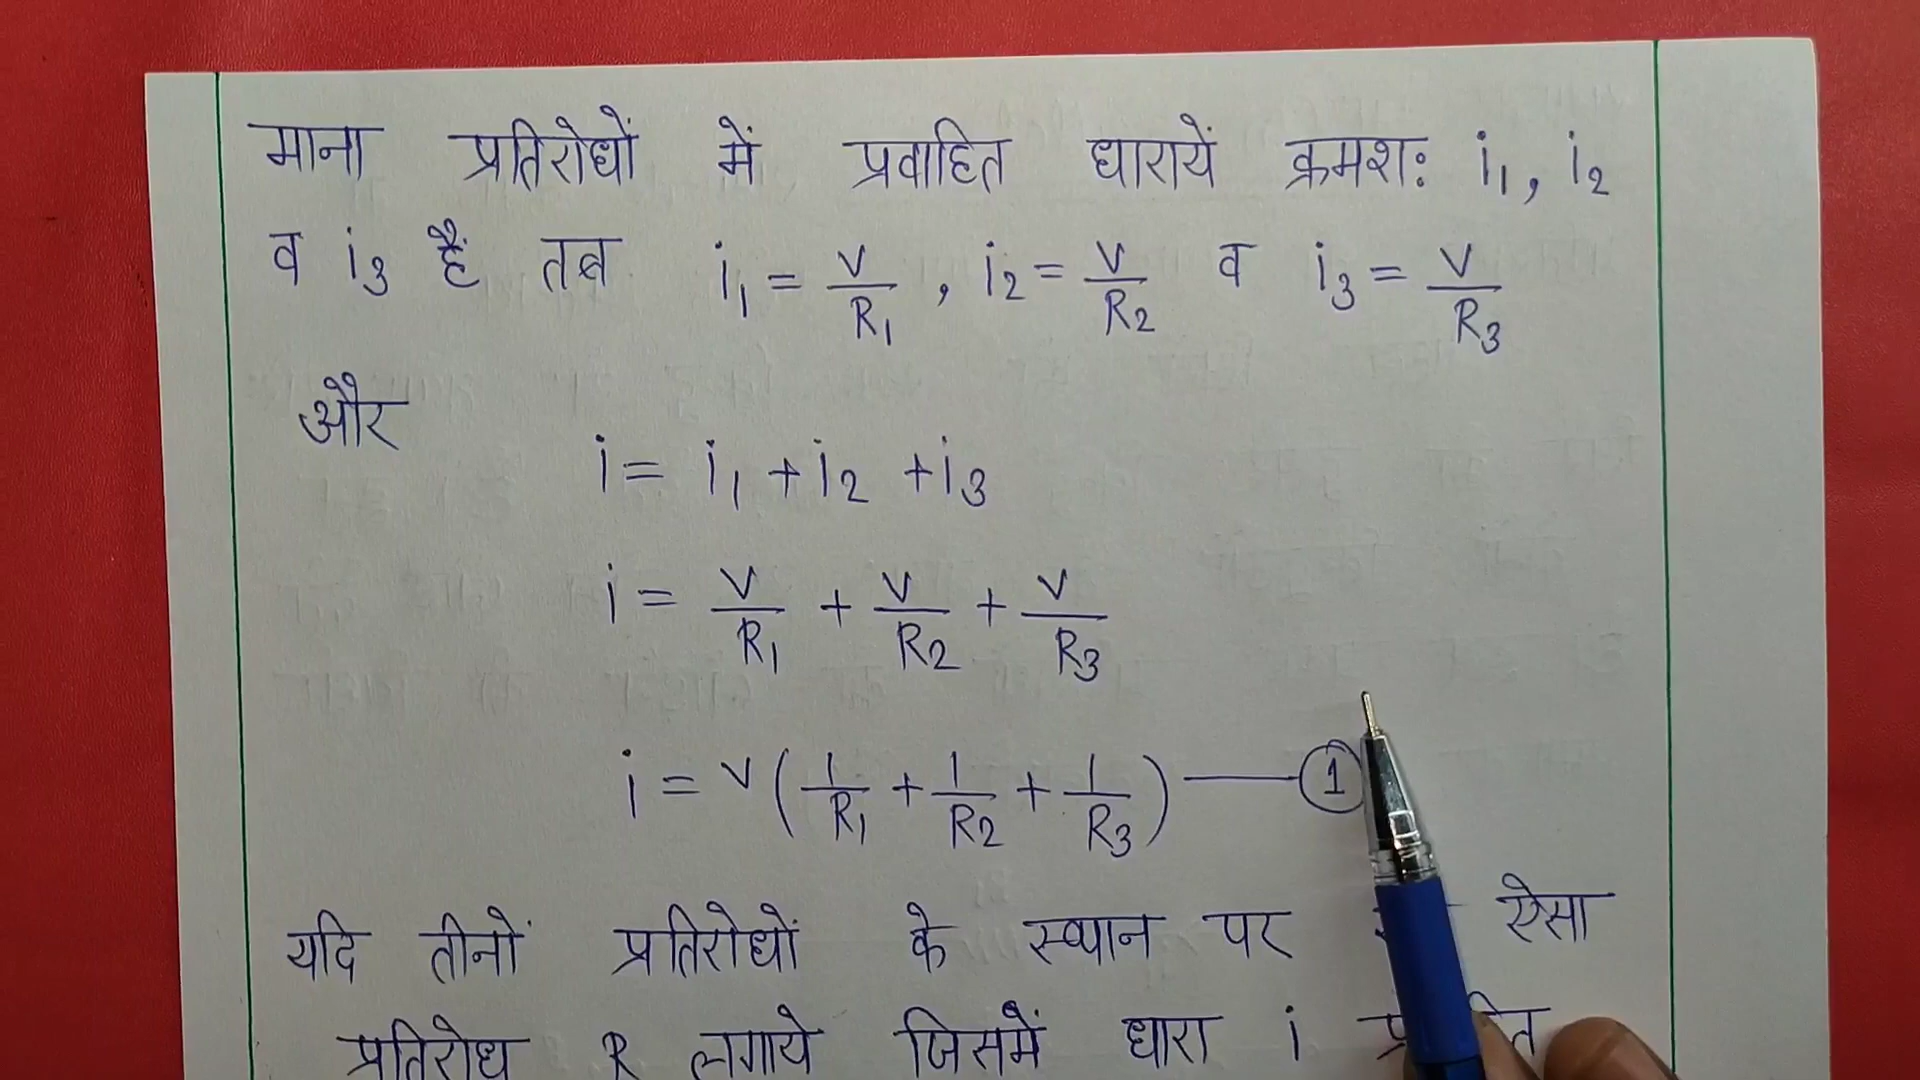 माना प्रतिरोधों में प्रवाहित धारायें क्रमशः i₁, i₂
व i₃ हैं तब i₁ = V/R₁ , i₂ = V/R₂ व i₃ = V/R₃
और
i = i₁ + i₂ + i₃
i = V/R₁ + V/R₂ + V/R₃
i = V(1/R₁ + 1/R₂ + 1/R₃) —— ①
यदि तीनों प्रतिरोधों के स्थान पर ऐसा
प्रतिरोध R लगाये जिसमें धारा i